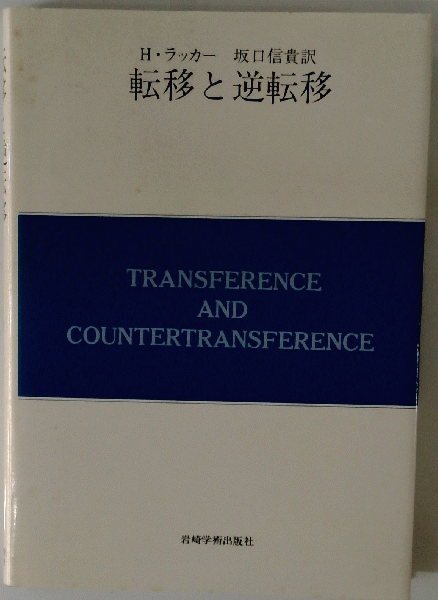 H・ラッカー 坂口信貴訳
転移と逆転移
TRANSFERENCE
AND
COUNTERTRANSFERENCE
岩崎学術出版社